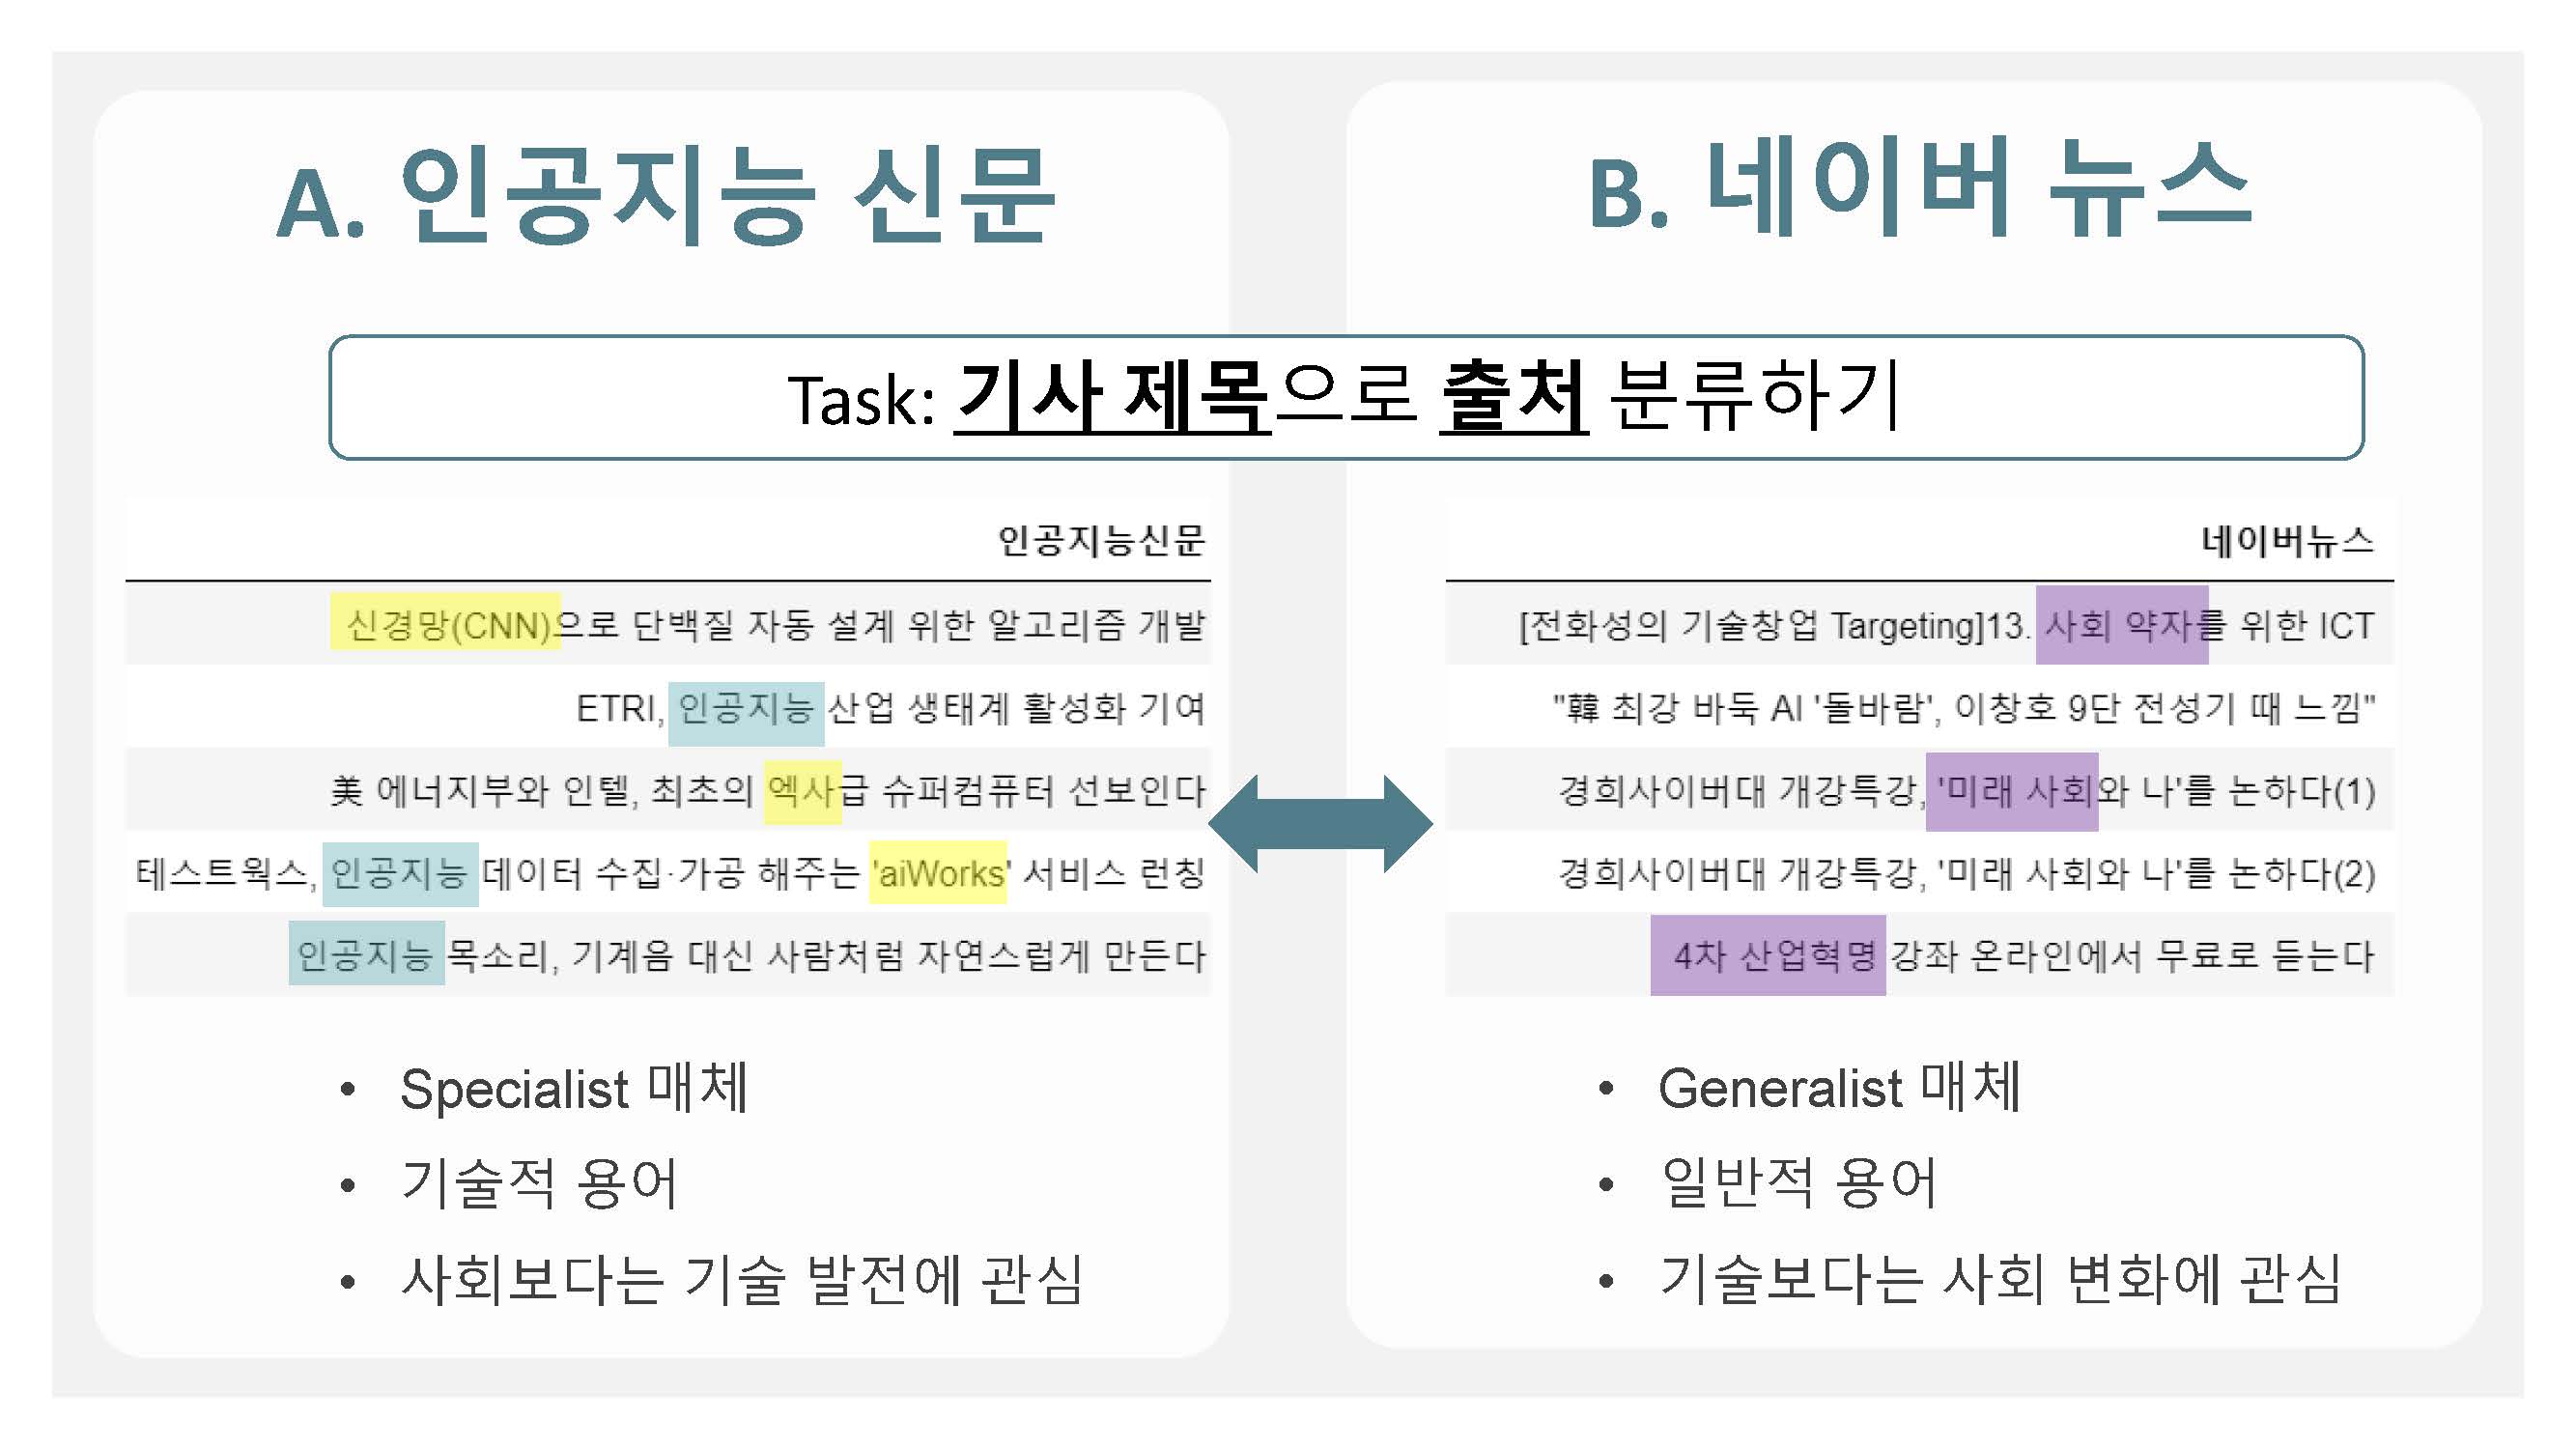 A. 인공지능 신문
B. 네이버 뉴스
Task: 기사 제목으로 출처 분류하기
인공지능신문
신경망(CNN)으로 단백질 자동 설계 위한 알고리즘 개발
ETRI, 인공지능 산업 생태계 활성화 기여
美 에너지부와 인텔, 최초의 엑사급 슈퍼컴퓨터 선보인다
테스트웍스, 인공지능 데이터 수집·가공 해주는 'aiWorks' 서비스 런칭
인공지능 목소리, 기계음 대신 사람처럼 자연스럽게 만든다
• Specialist 매체
• 기술적 용어
• 사회보다는 기술 발전에 관심
네이버뉴스
[전화성의 기술창업 Targeting]13. 사회 약자를 위한 ICT
"韓 최강 바둑 AI '돌바람', 이창호 9단 전성기 때 느낌"
경희사이버대 개강특강, '미래 사회와 나'를 논하다(1)
경희사이버대 개강특강, '미래 사회와 나'를 논하다(2)
4차 산업혁명 강좌 온라인에서 무료로 듣는다
• Generalist 매체
• 일반적 용어
• 기술보다는 사회 변화에 관심